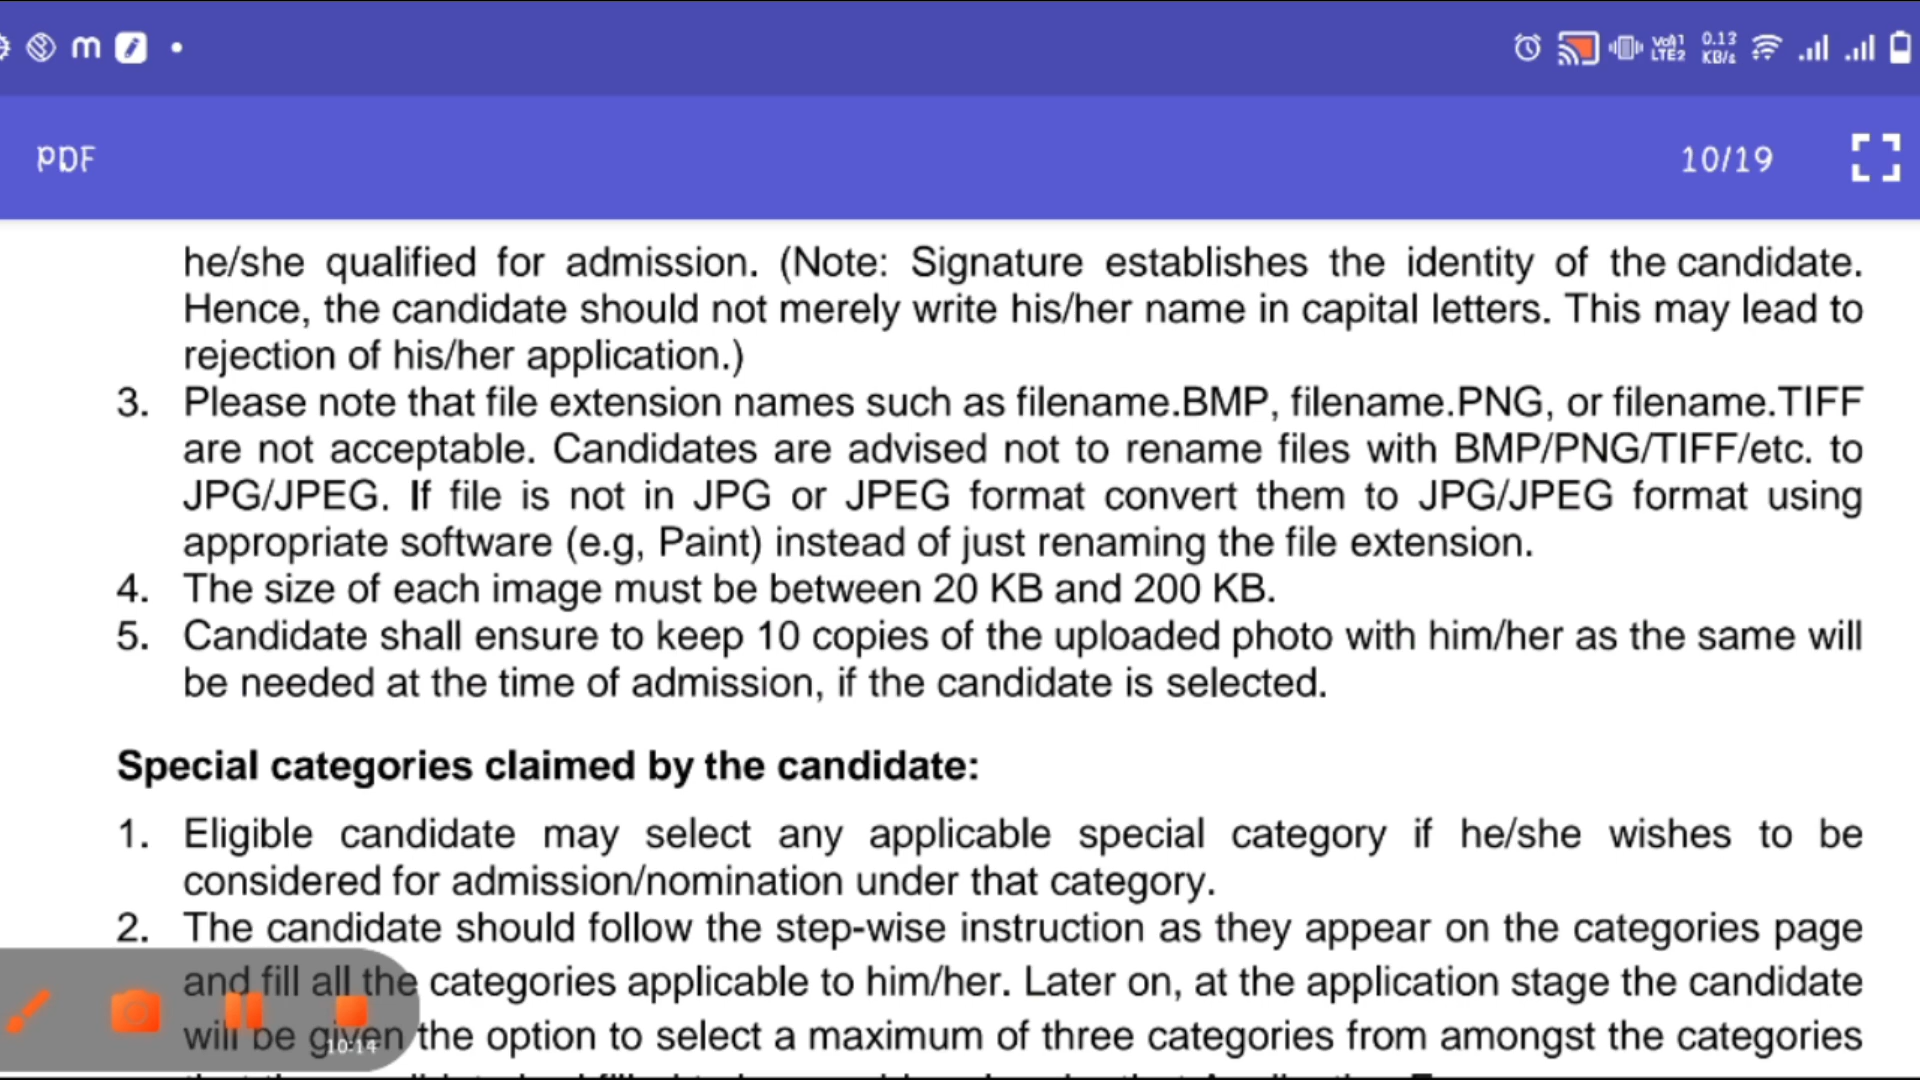 m
Vo) 1
LTE2
0.13
KB/s
PDF
10/19
he/she qualified for admission. (Note: Signature establishes the identity of the candidate.
Hence, the candidate should not merely write his/her name in capital letters. This may lead to
rejection of his/her application.)
3. Please note that file extension names such as filename.BMP, filename.PNG, or filename.TIFF
are not acceptable. Candidates are advised not to rename files with BMP/PNG/TIFF/etc. to
JPG/JPEG. If file is not in JPG or JPEG format convert them to JPG/JPEG format using
appropriate software (e.g, Paint) instead of just renaming the file extension.
4. The size of each image must be between 20 KB and 200 KB.
5. Candidate shall ensure to keep 10 copies of the uploaded photo with him/her as the same will
be needed at the time of admission, if the candidate is selected.
Special categories claimed by the candidate:
1. Eligible candidate may select any applicable special category if he/she wishes to be
considered for admission/nomination under that category.
2. The candidate should follow the step-wise instruction as they appear on the categories page
and fill all the categories applicable to him/her. Later on, at the application stage the candidate
will be given the option to select a maximum of three categories from amongst the categories
10:14